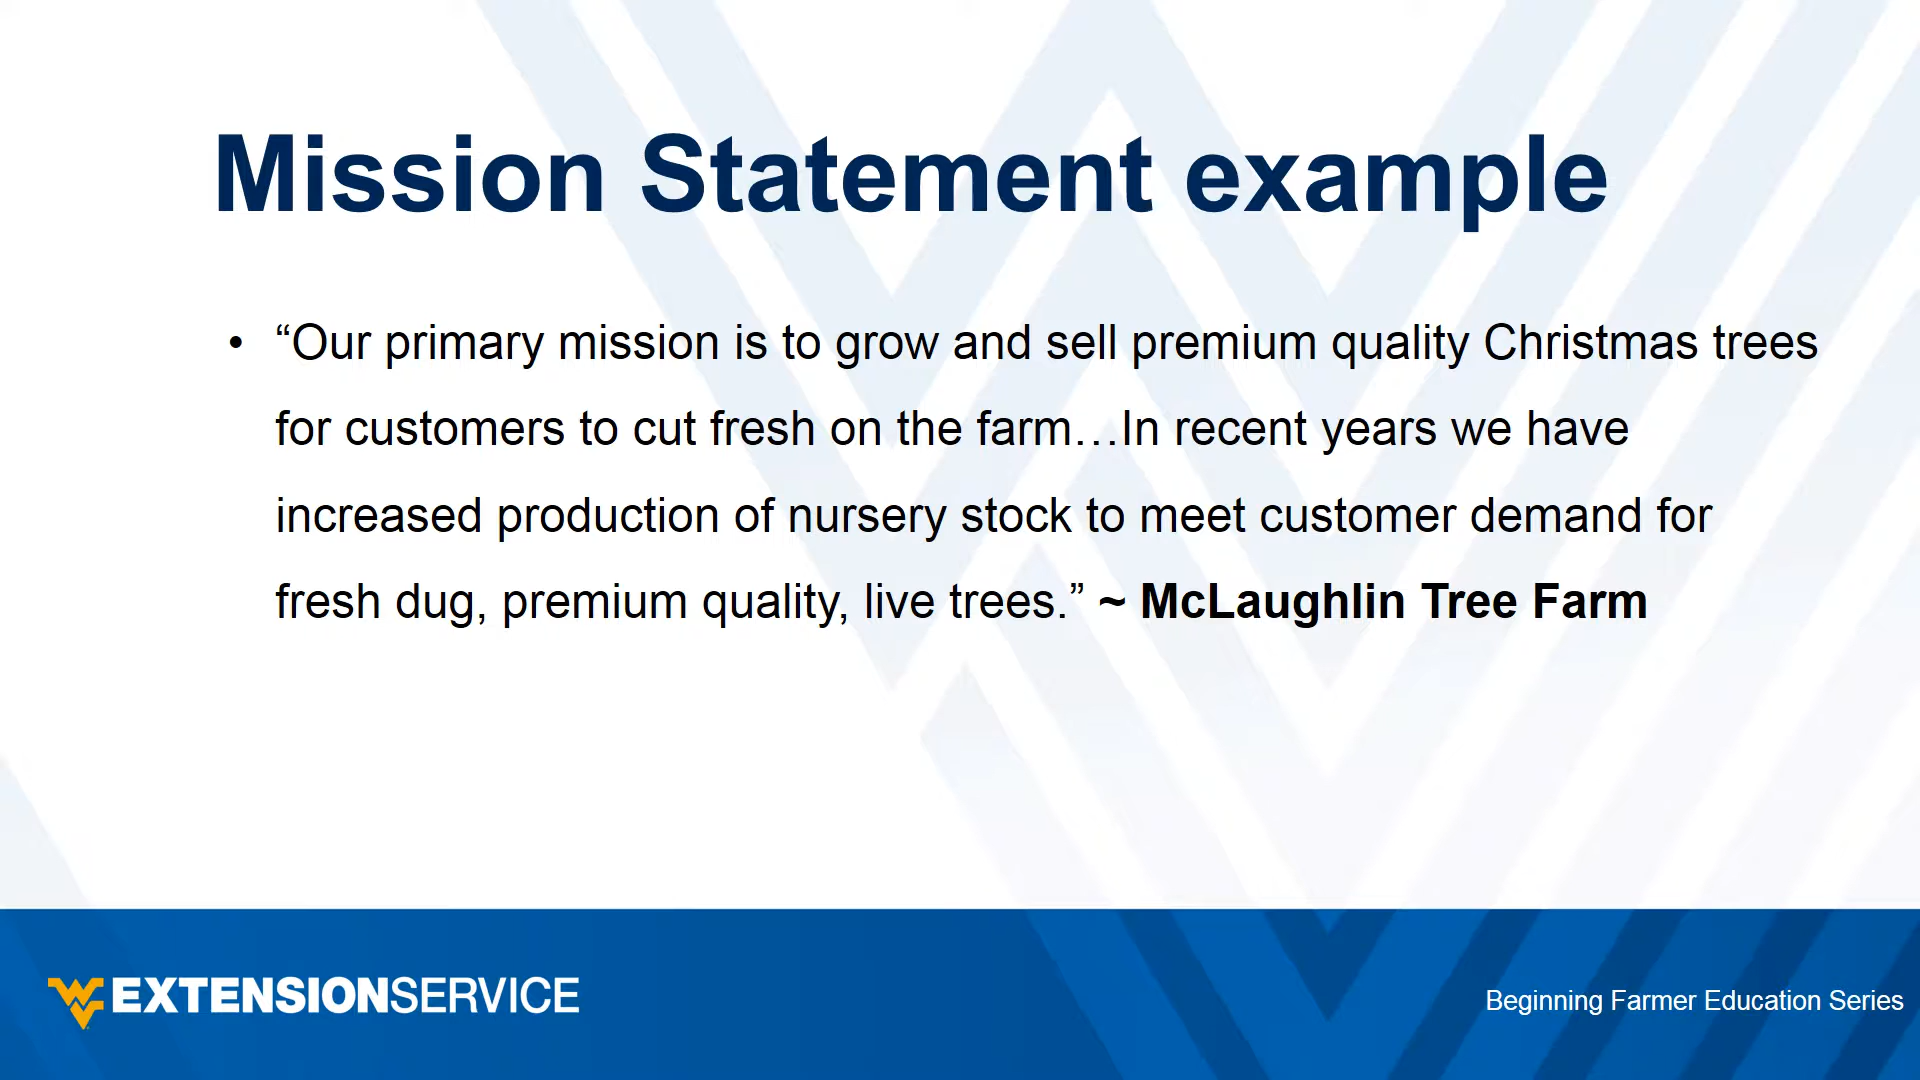 Mission Statement example
• “Our primary mission is to grow and sell premium quality Christmas trees
for customers to cut fresh on the farm…In recent years we have
increased production of nursery stock to meet customer demand for
fresh dug, premium quality, live trees.” ~ McLaughlin Tree Farm
WV EXTENSIONSERVICE
Beginning Farmer Education Series